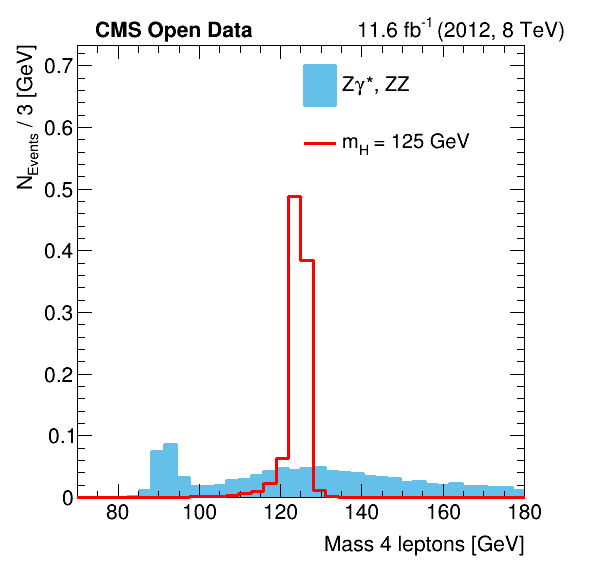 CMS Open Data 11.6 fb⁻¹ (2012, 8 TeV)
N_Events / 3 [GeV]
0.7
0.6
0.5
0.4
0.3
0.2
0.1
0
Zγ*, ZZ
m_H = 125 GeV
80 100 120 140 160 180
Mass 4 leptons [GeV]